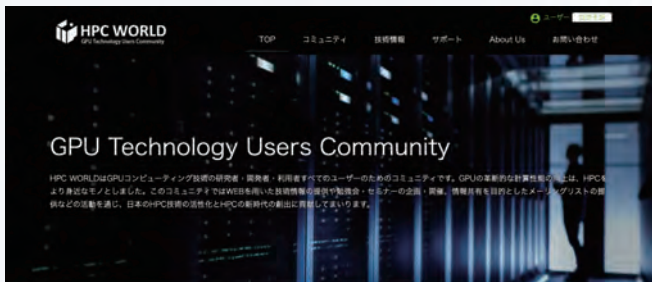 HPC WORLD
GPU Technology Users Community
ユーザー
TOP コミュニティ 技術情報 サポート About Us お問い合わせ
GPU Technology Users Community
HPC WORLDはGPUコンピューティング技術の研究者・開発者・利用者すべてのユーザーのためのコミュニティです。GPUの革新的な計算性能の向上は、HPCを
より身近なモノとしました。このコミュニティではWEBを用いた技術情報の提供や勉強会・セミナーの企画・開催、情報共有を目的としたメーリングリストの提
供などの活動を通じ、日本のHPC技術の活性化とHPCの新時代の創出に貢献してまいります。